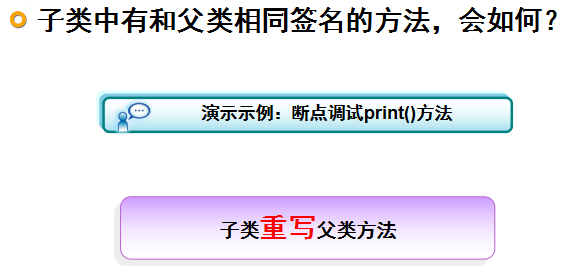 子类中有和父类相同签名的方法，会如何？
演示示例：断点调试print()方法
子类重写父类方法